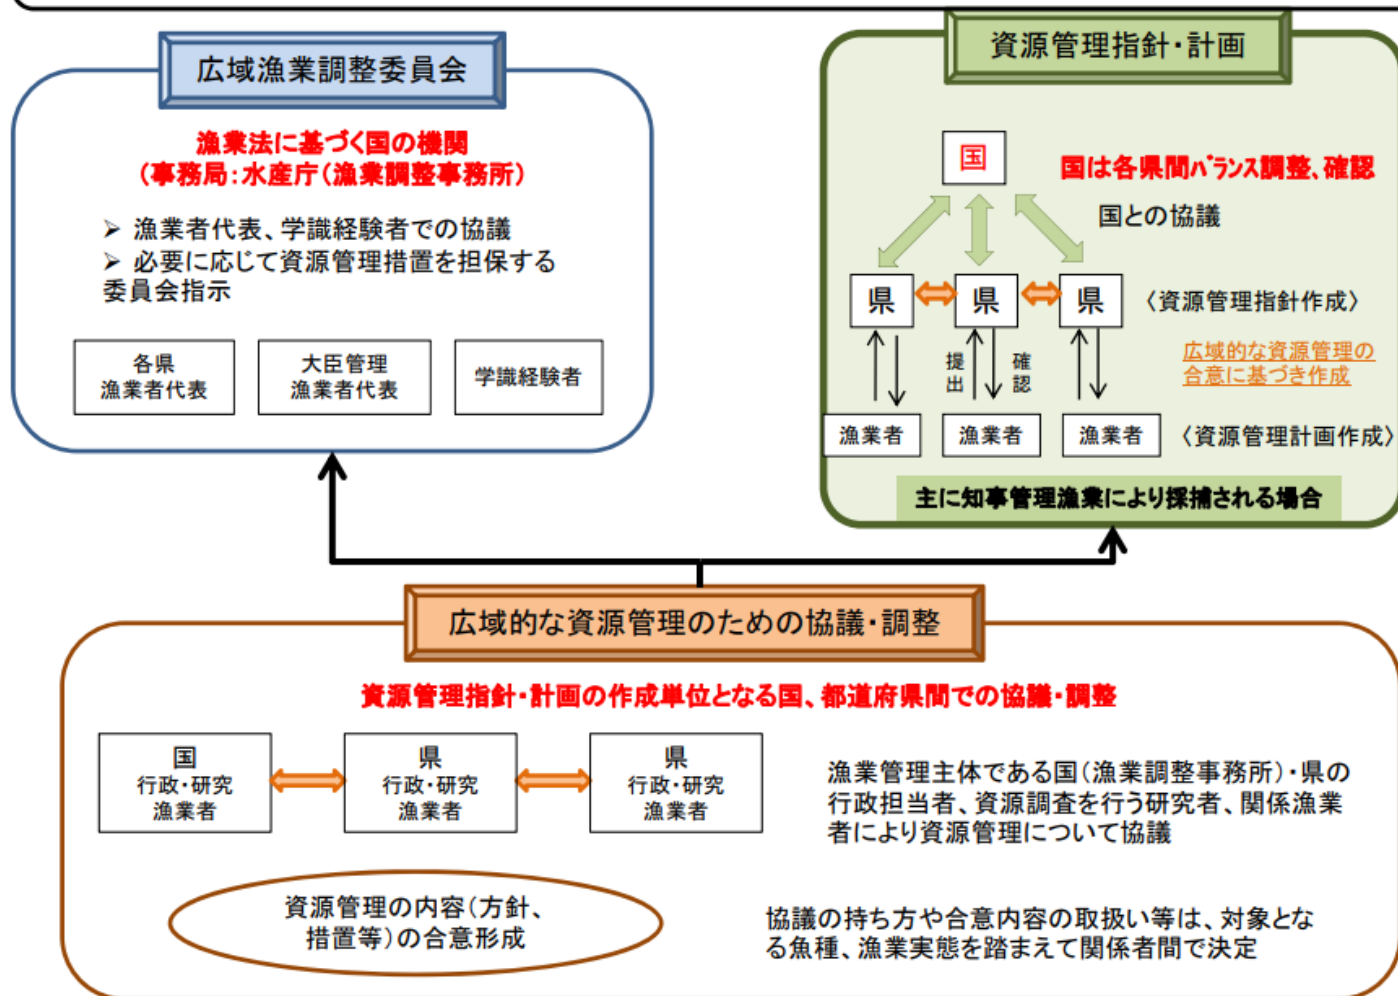 広域漁業調整委員会
漁業法に基づく国の機関
(事務局:水産庁(漁業調整事務所)
➢ 漁業者代表、学識経験者での協議
➢ 必要に応じて資源管理措置を担保する
委員会指示
各県
漁業者代表
大臣管理
漁業者代表
学識経験者
資源管理指針・計画
国
国は各県間バランス調整、確認
国との協議
県
県
県
〈資源管理指針作成〉
提出
確認
広域的な資源管理の
合意に基づき作成
漁業者
漁業者
漁業者
〈資源管理計画作成〉
主に知事管理漁業により採捕される場合
広域的な資源管理のための協議・調整
資源管理指針・計画の作成単位となる国、都道府県間での協議・調整
国
行政・研究
漁業者
県
行政・研究
漁業者
県
行政・研究
漁業者
漁業管理主体である国(漁業調整事務所)・県の
行政担当者、資源調査を行う研究者、関係漁業
者により資源管理について協議
資源管理の内容(方針、
措置等)の合意形成
協議の持ち方や合意内容の取扱い等は、対象とな
る魚種、漁業実態を踏まえて関係者間で決定